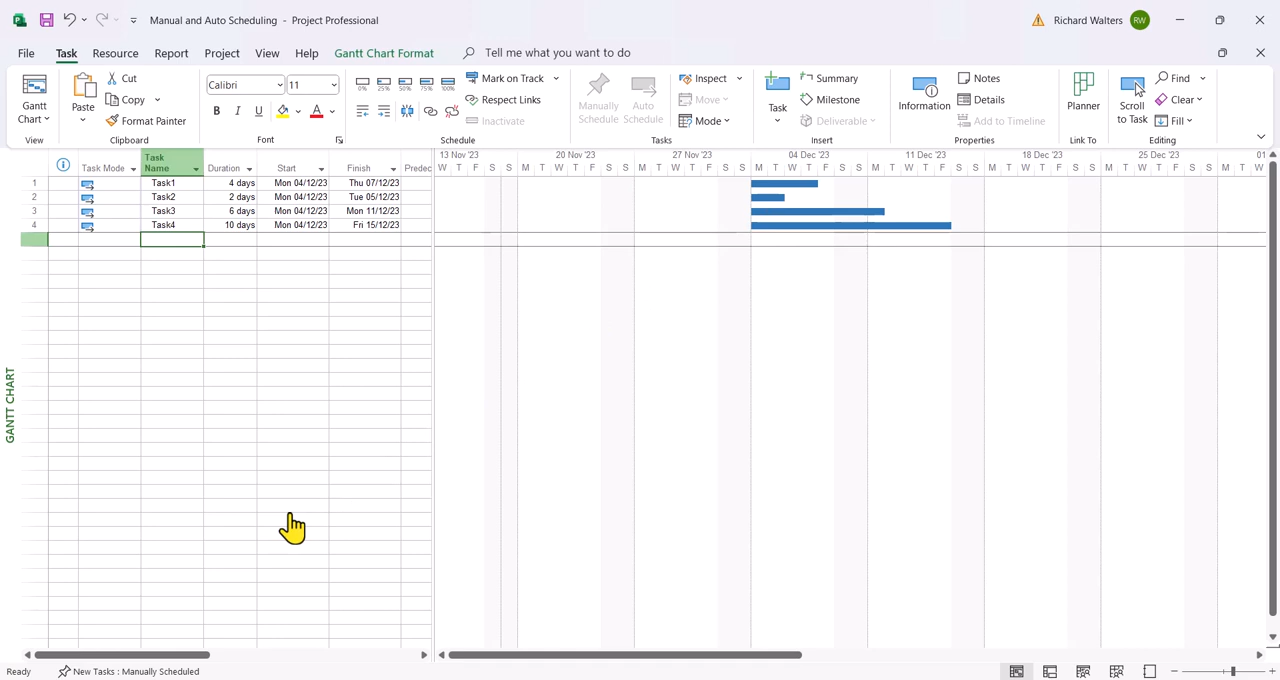 Manual and Auto Scheduling - Project Professional
Richard Walters RW
File Task Resource Report Project View Help Gantt Chart Format Tell me what you want to do
Gantt Chart
View
Paste
Cut
Copy
Format Painter
Clipboard
Calibri 11
B I U A
Font
0% 25% 50% 75% 100%
Mark on Track
Respect Links
Inactivate
Schedule
Manually Schedule
Auto Schedule
Inspect
Move
Mode
Tasks
Task
Summary
Milestone
Deliverable
Insert
Information
Notes
Details
Add to Timeline
Properties
Planner
Link To
Scroll to Task
Find
Clear
Fill
Editing
Task Mode Task Name Duration Start Finish Predec
13 Nov '23 20 Nov '23 27 Nov '23 04 Dec '23 11 Dec '23 18 Dec '23 25 Dec '23 01
W T F S S M T W T F S S M T W T F S S M T W T F S S M T W T F S S M T W T F S S M T W T F S S M T W
1 Task1 4 days Mon 04/12/23 Thu 07/12/23
2 Task2 2 days Mon 04/12/23 Tue 05/12/23
3 Task3 6 days Mon 04/12/23 Mon 11/12/23
4 Task4 10 days Mon 04/12/23 Fri 15/12/23
GANTT CHART
Ready New Tasks : Manually Scheduled